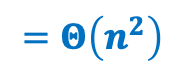 = Θ(n²)